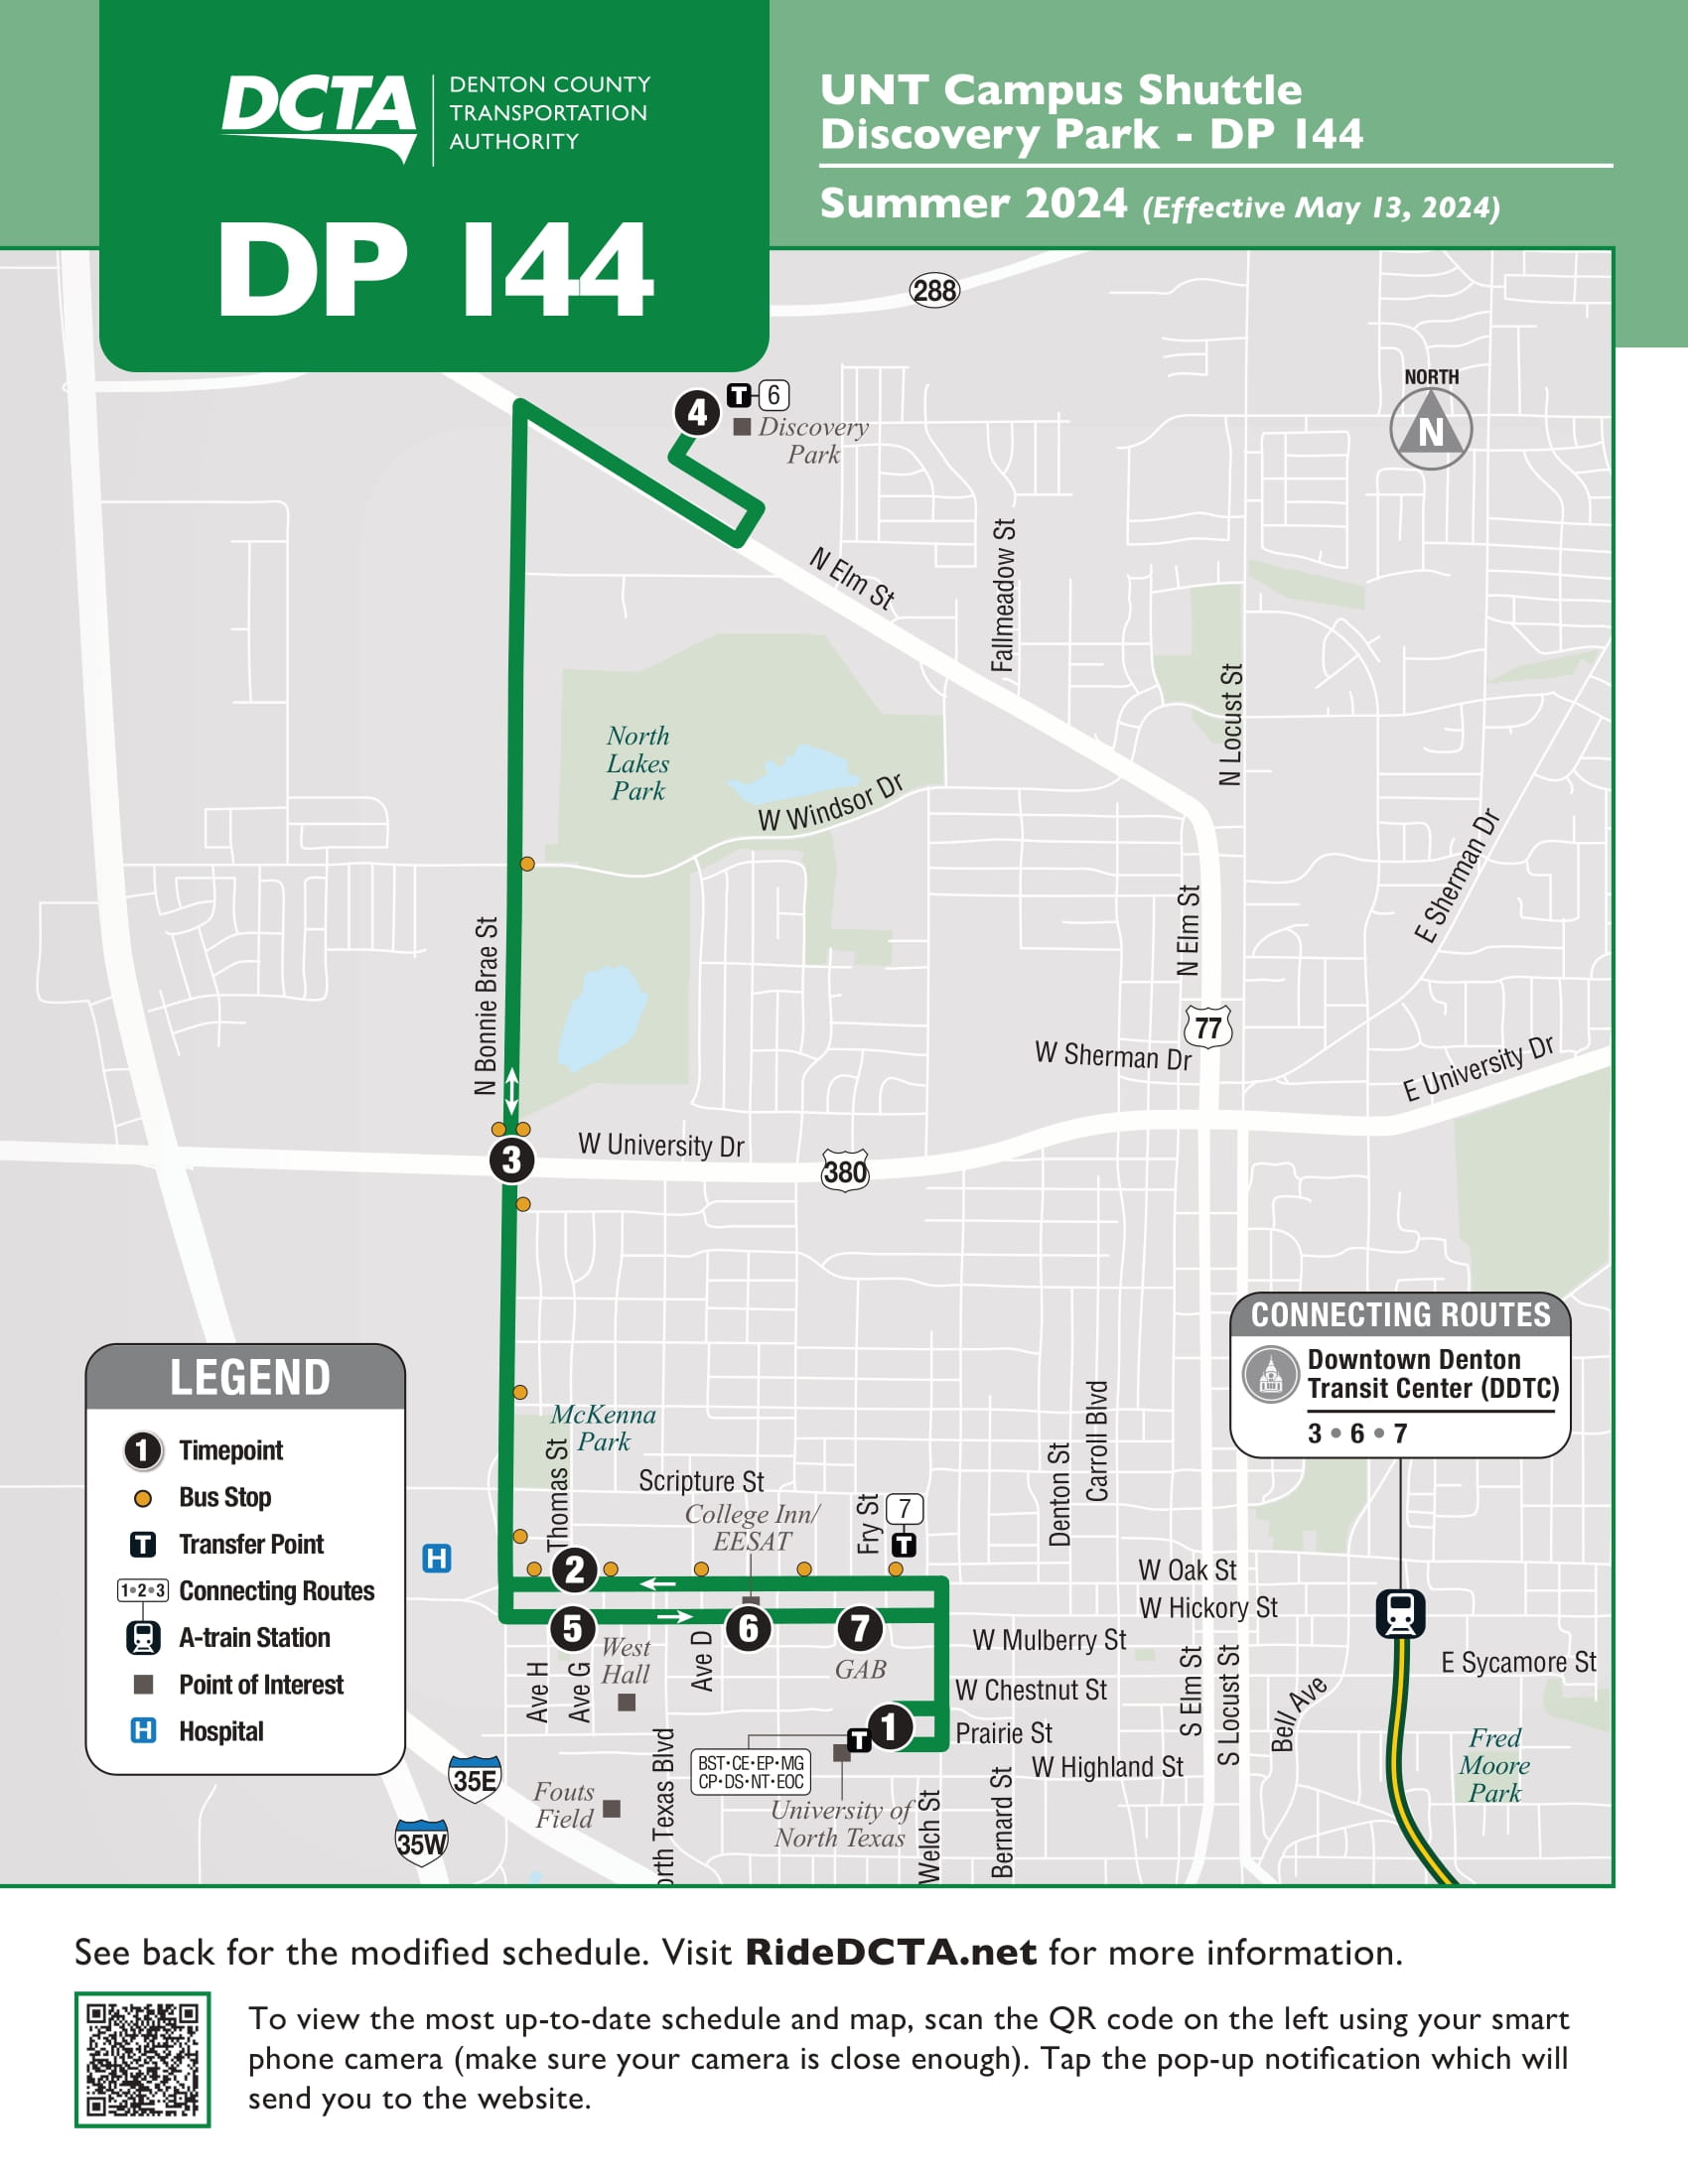 DCTA
DENTON COUNTY
TRANSPORTATION
AUTHORITY
DP 144
UNT Campus Shuttle
Discovery Park - DP 144
Summer 2024 (Effective May 13, 2024)
288
NORTH
N
4
T
6
Discovery
Park
N Elm St
Fallmeadow St
N Locust St
North
Lakes
Park
W Windsor Dr
E Sherman Dr
N Elm St
N Bonnie Brae St
77
W Sherman Dr
E University Dr
3
W University Dr
380
CONNECTING ROUTES
Downtown Denton
Transit Center (DDTC)
3 • 6 • 7
LEGEND
1 Timepoint
Bus Stop
T Transfer Point
1•2•3 Connecting Routes
A-train Station
Point of Interest
H Hospital
McKenna
Park
Thomas St
Scripture St
College Inn/
EESAT
Fry St
7
T
Denton St
Carroll Blvd
H
2
W Oak St
W Hickory St
5
6
7
West
Hall
Ave H
Ave G
Ave D
GAB
W Mulberry St
W Chestnut St
Prairie St
W Highland St
S Elm St
S Locust St
Bell Ave
E Sycamore St
Fred
Moore
Park
1
T
BST•CE•EP•MG
CP•DS•NT•EOC
University of
North Texas
35E
35W
Fouts
Field
orth Texas Blvd
Welch St
Bernard St
See back for the modified schedule. Visit RideDCTA.net for more information.
To view the most up-to-date schedule and map, scan the QR code on the left using your smart
phone camera (make sure your camera is close enough). Tap the pop-up notification which will
send you to the website.